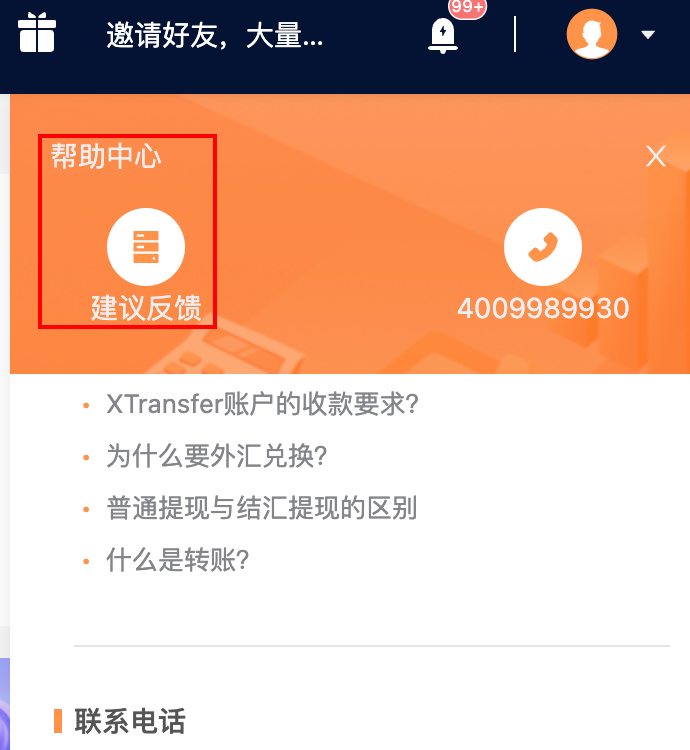 邀请好友，大量...
99+
帮助中心
建议反馈
4009989930
XTransfer账户的收款要求?
为什么要外汇兑换?
普通提现与结汇提现的区别
什么是转账?
联系电话